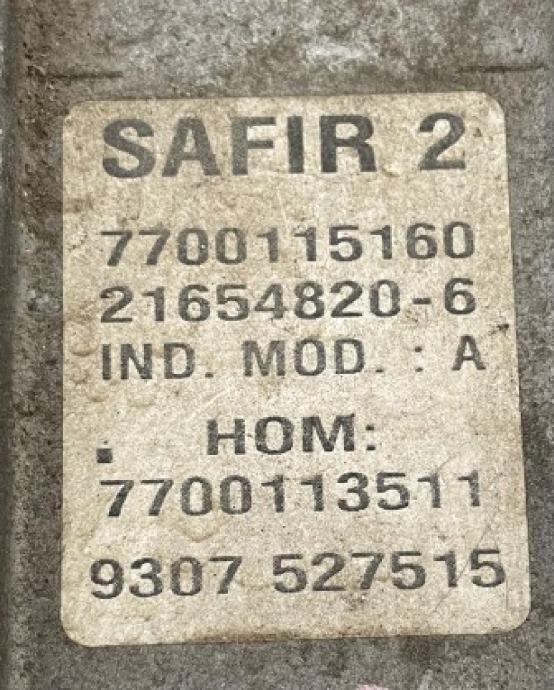 SAFIR 2
7700115160
21654820-6
IND. MOD. : A
. HOM:
7700113511
9307 527515